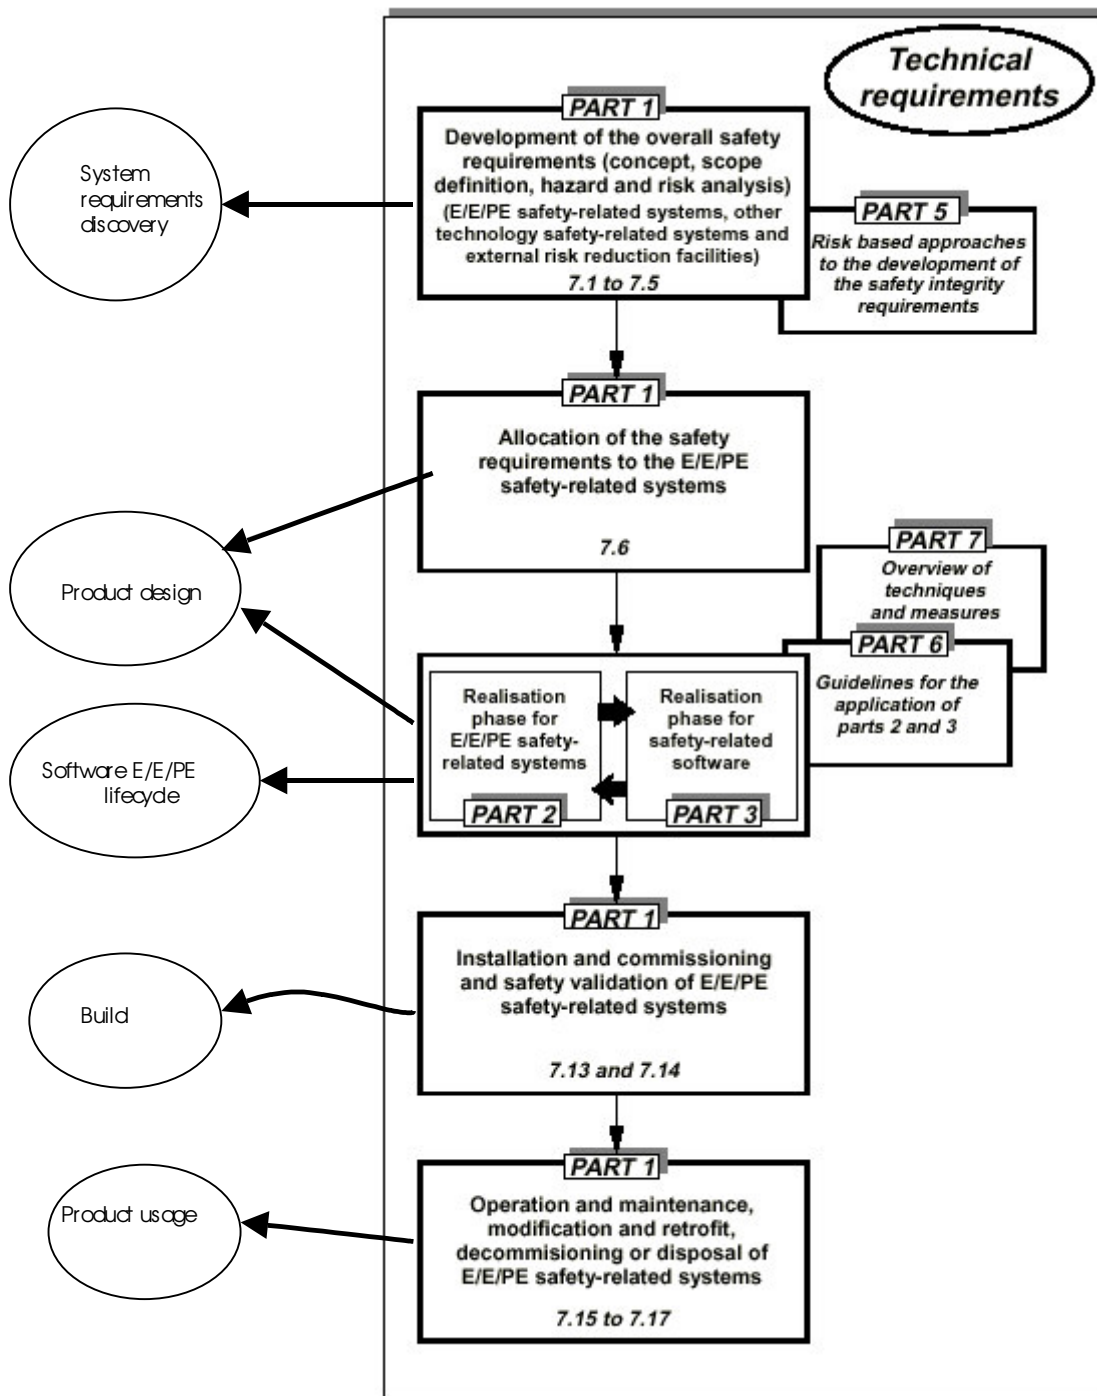 Technical
requirements
PART 1
Development of the overall safety
requirements (concept, scope
definition, hazard and risk analysis)
(E/E/PE safety-related systems, other
technology safety-related systems and
external risk reduction facilities)
7.1 to 7.5
System
requirements
discovery
PART 5
Risk based approaches
to the development of
the safety integrity
requirements
PART 1
Allocation of the safety
requirements to the E/E/PE
safety-related systems
7.6
Product design
PART 7
Overview of
techniques
and measures
PART 6
Guidelines for the
application of
parts 2 and 3
Realisation
phase for
E/E/PE safety-
related systems
PART 2
Realisation
phase for
safety-related
software
PART 3
Software E/E/PE
lifecycle
PART 1
Installation and commissioning
and safety validation of E/E/PE
safety-related systems
7.13 and 7.14
Build
PART 1
Operation and maintenance,
modification and retrofit,
decommisioning or disposal of
E/E/PE safety-related systems
7.15 to 7.17
Product usage